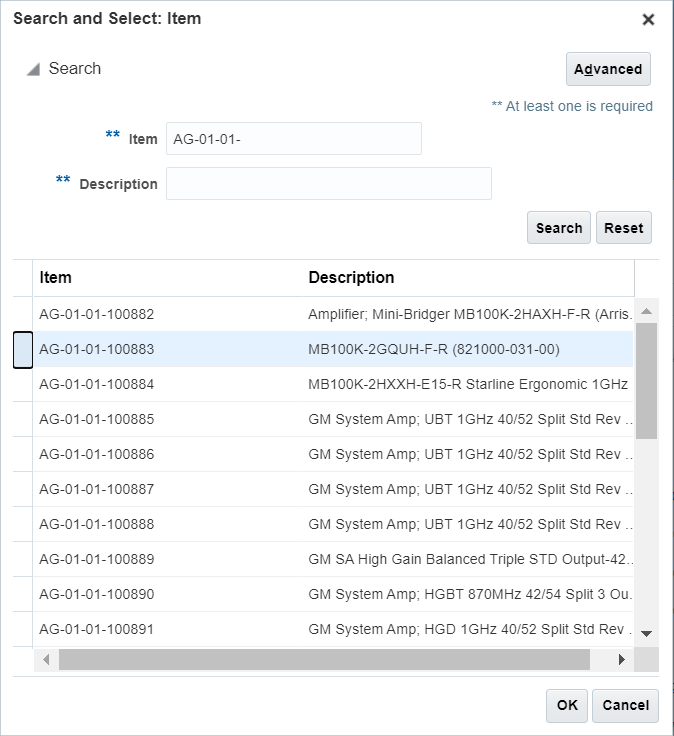 Search and Select: Item
Search
Advanced
** At least one is required
** Item AG-01-01-
** Description
Search Reset
Item Description
AG-01-01-100882 Amplifier; Mini-Bridger MB100K-2HAXH-F-R (Arris.
AG-01-01-100883 MB100K-2GQUH-F-R (821000-031-00)
AG-01-01-100884 MB100K-2HXXH-E15-R Starline Ergonomic 1GHz
AG-01-01-100885 GM System Amp; UBT 1GHz 40/52 Split Std Rev ..
AG-01-01-100886 GM System Amp; UBT 1GHz 40/52 Split Std Rev ..
AG-01-01-100887 GM System Amp; UBT 1GHz 40/52 Split Std Rev ..
AG-01-01-100888 GM System Amp; UBT 1GHz 40/52 Split Std Rev ..
AG-01-01-100889 GM SA High Gain Balanced Triple STD Output-42..
AG-01-01-100890 GM System Amp; HGBT 870MHz 42/54 Split 3 Ou.
AG-01-01-100891 GM System Amp; HGD 1GHz 40/52 Split Std Rev .
OK Cancel